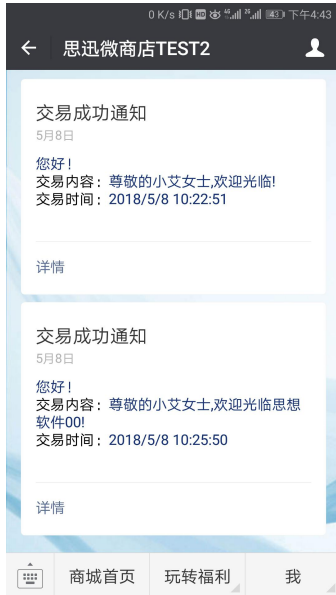 0 K/s HD 4G 2G 43 下午4:43
思迅微商店TEST2
交易成功通知
5月8日
您好!
交易内容：尊敬的小艾女士,欢迎光临!
交易时间：2018/5/8 10:22:51
详情
交易成功通知
5月8日
您好!
交易内容：尊敬的小艾女士,欢迎光临思想
软件00!
交易时间：2018/5/8 10:25:50
详情
商城首页 玩转福利 我